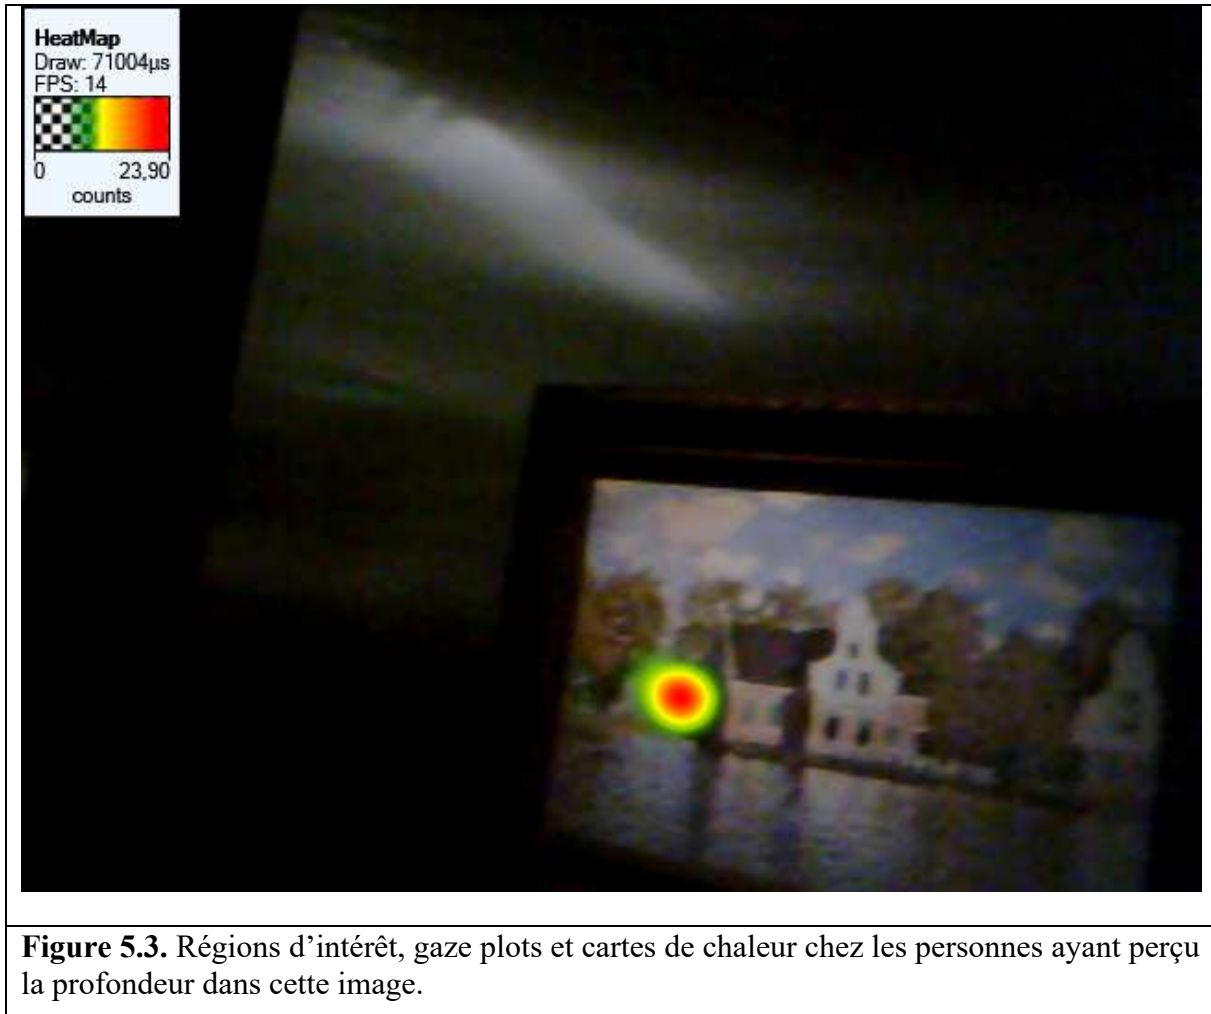 HeatMap
Draw: 71004µs
FPS: 14
0 23,90
counts
Figure 5.3. Régions d’intérêt, gaze plots et cartes de chaleur chez les personnes ayant perçu
la profondeur dans cette image.